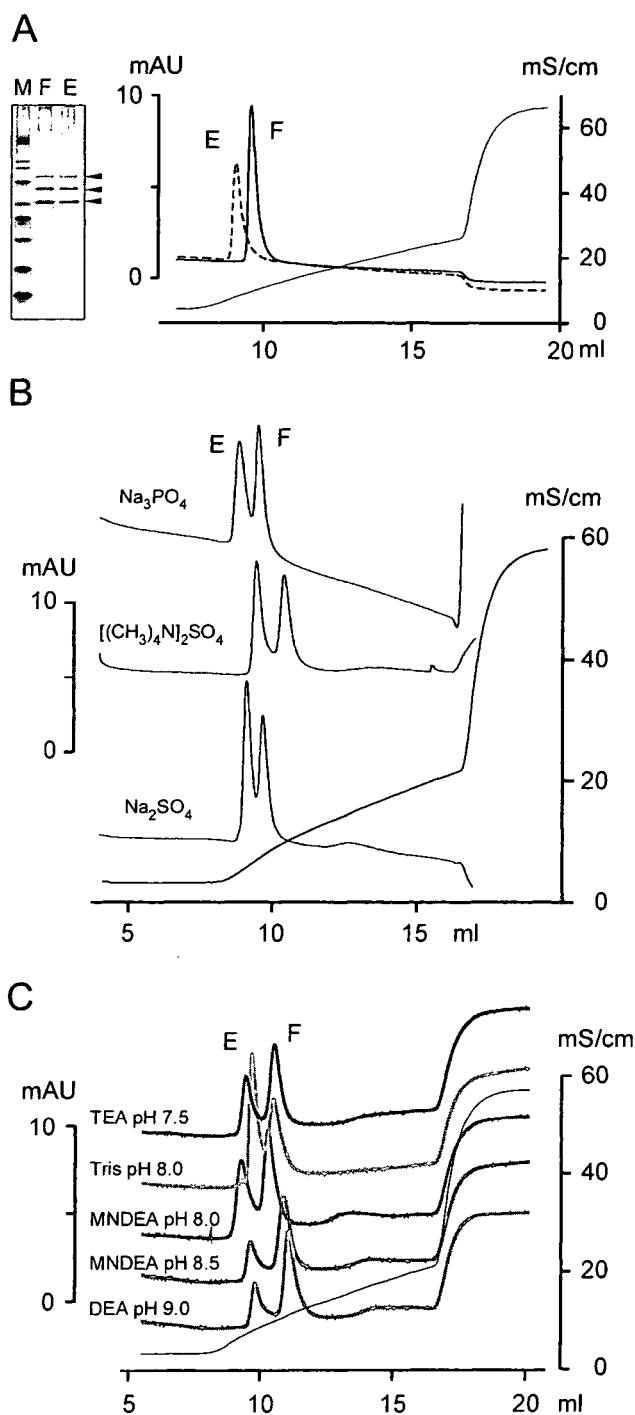 A
M F E
mAU
mS/cm
10
0
E
F
60
40
20
0
10
15
20 ml
B
E
F
Na₃PO₄
mS/cm
60
mAU
10
[(CH₃)₄N]₂SO₄
40
0
20
Na₂SO₄
0
5
10
15
ml
C
E
F
mS/cm
mAU
60
10
TEA pH 7.5
Tris pH 8.0
40
MNDEA pH 8.0
MNDEA pH 8.5
20
0
DEA pH 9.0
0
5
10
15
20
ml